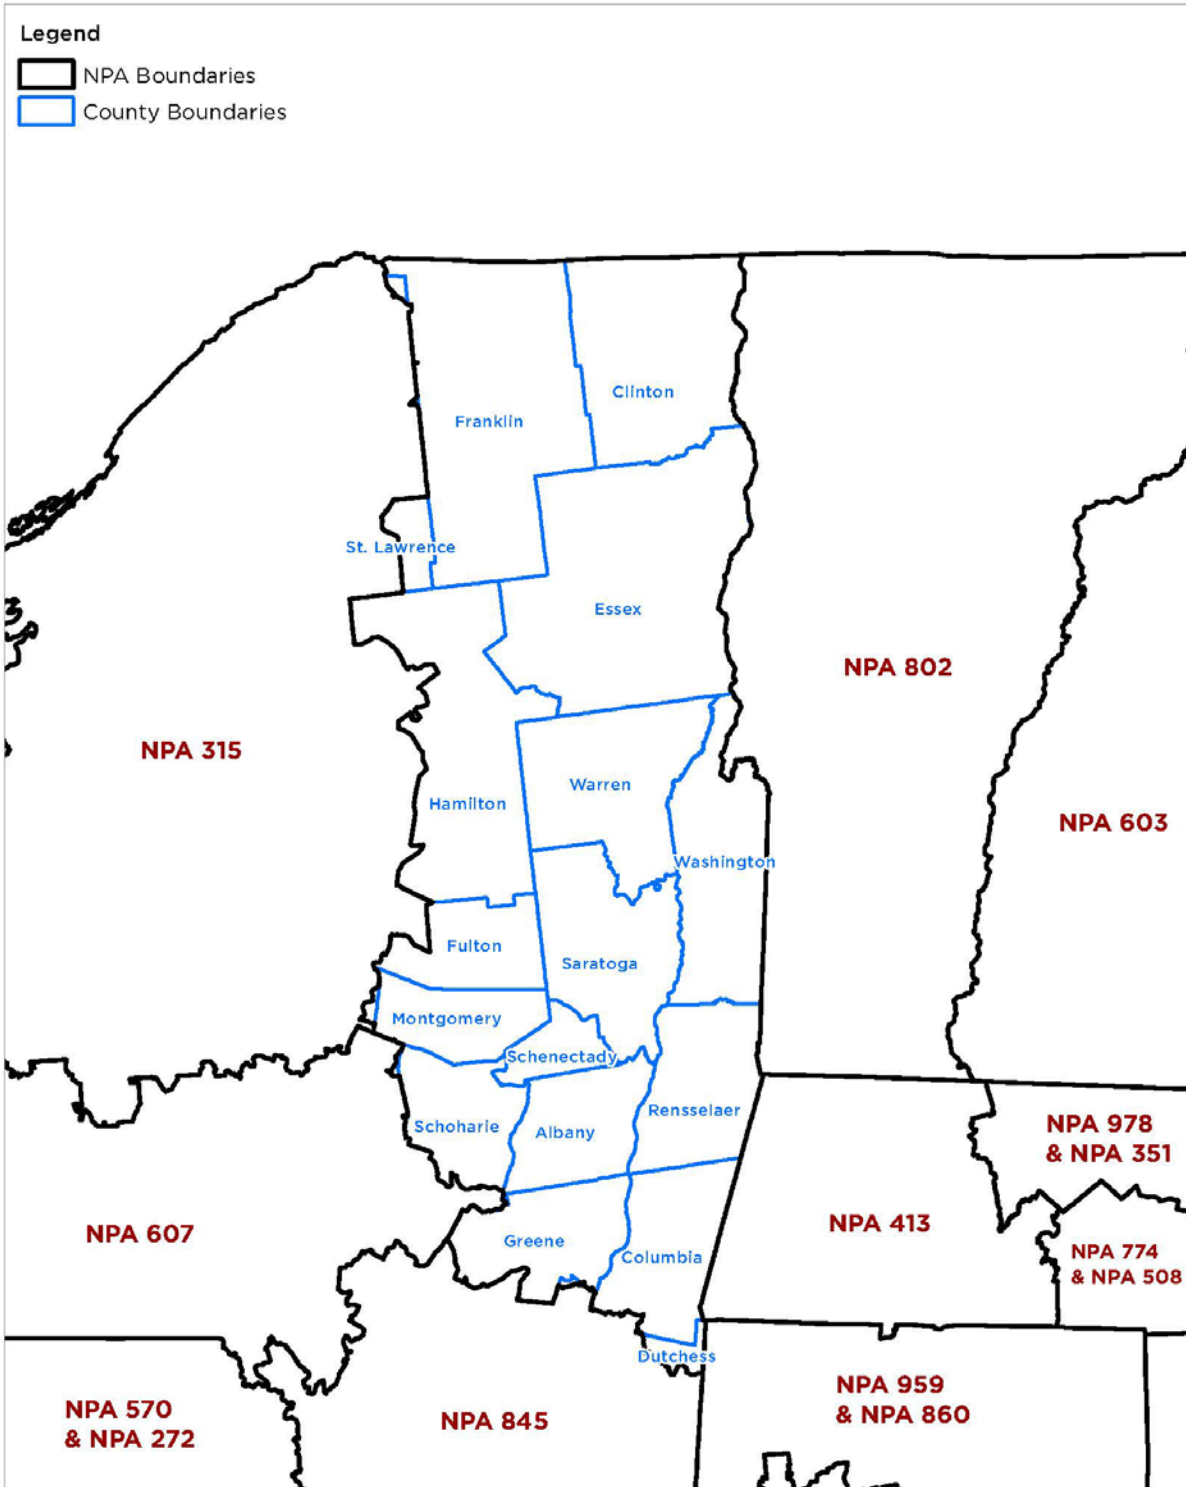 Legend
NPA Boundaries
County Boundaries
Clinton
Franklin
St. Lawrence
Essex
NPA 802
NPA 315
Warren
Hamilton
NPA 603
Washington
Fulton
Saratoga
Montgomery
Schenectady
Rensselaer
Schoharie
Albany
NPA 978
& NPA 351
NPA 607
NPA 413
Greene
Columbia
NPA 774
& NPA 508
Dutchess
NPA 959
& NPA 860
NPA 570
& NPA 272
NPA 845